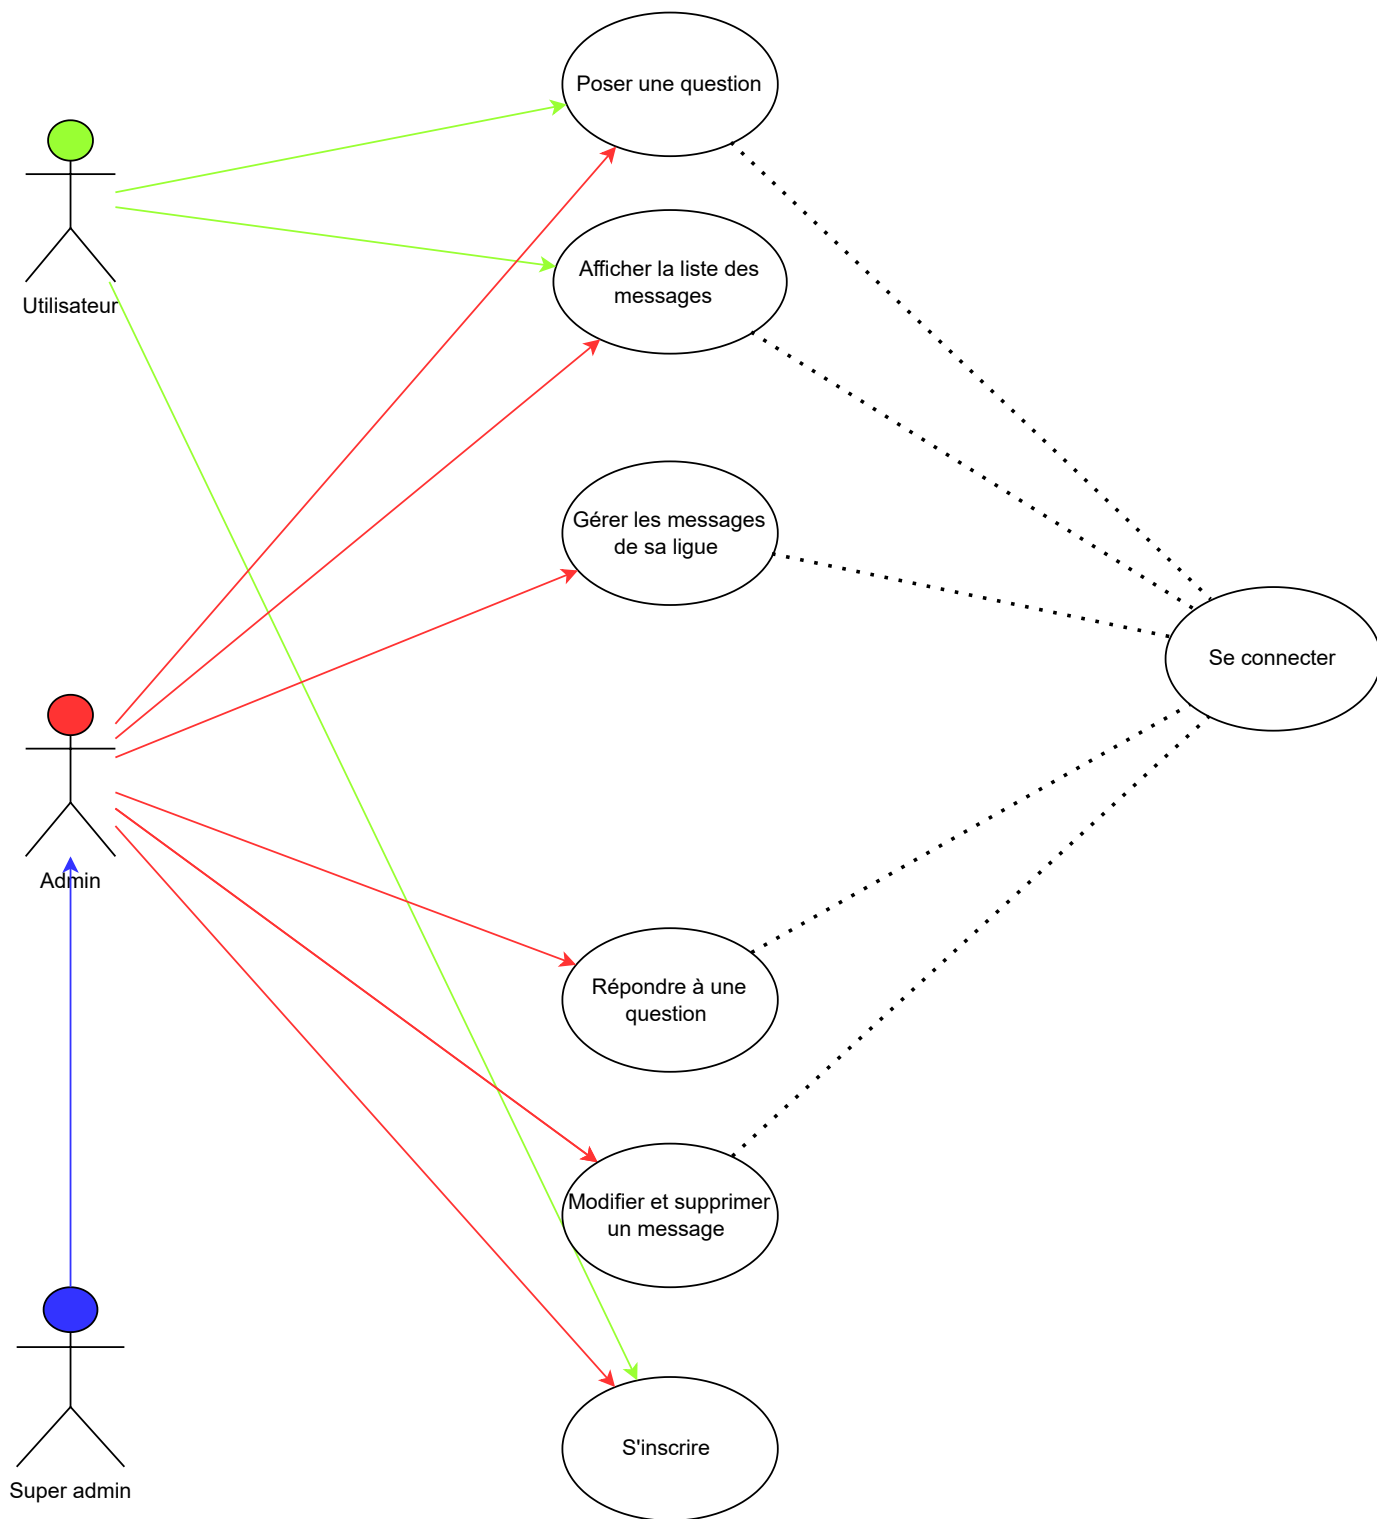 Poser une question
Utilisateur
Afficher la liste des
messages
Gérer les messages
de sa ligue
Se connecter
Admin
Répondre à une
question
Modifier et supprimer
un message
S'inscrire
Super admin